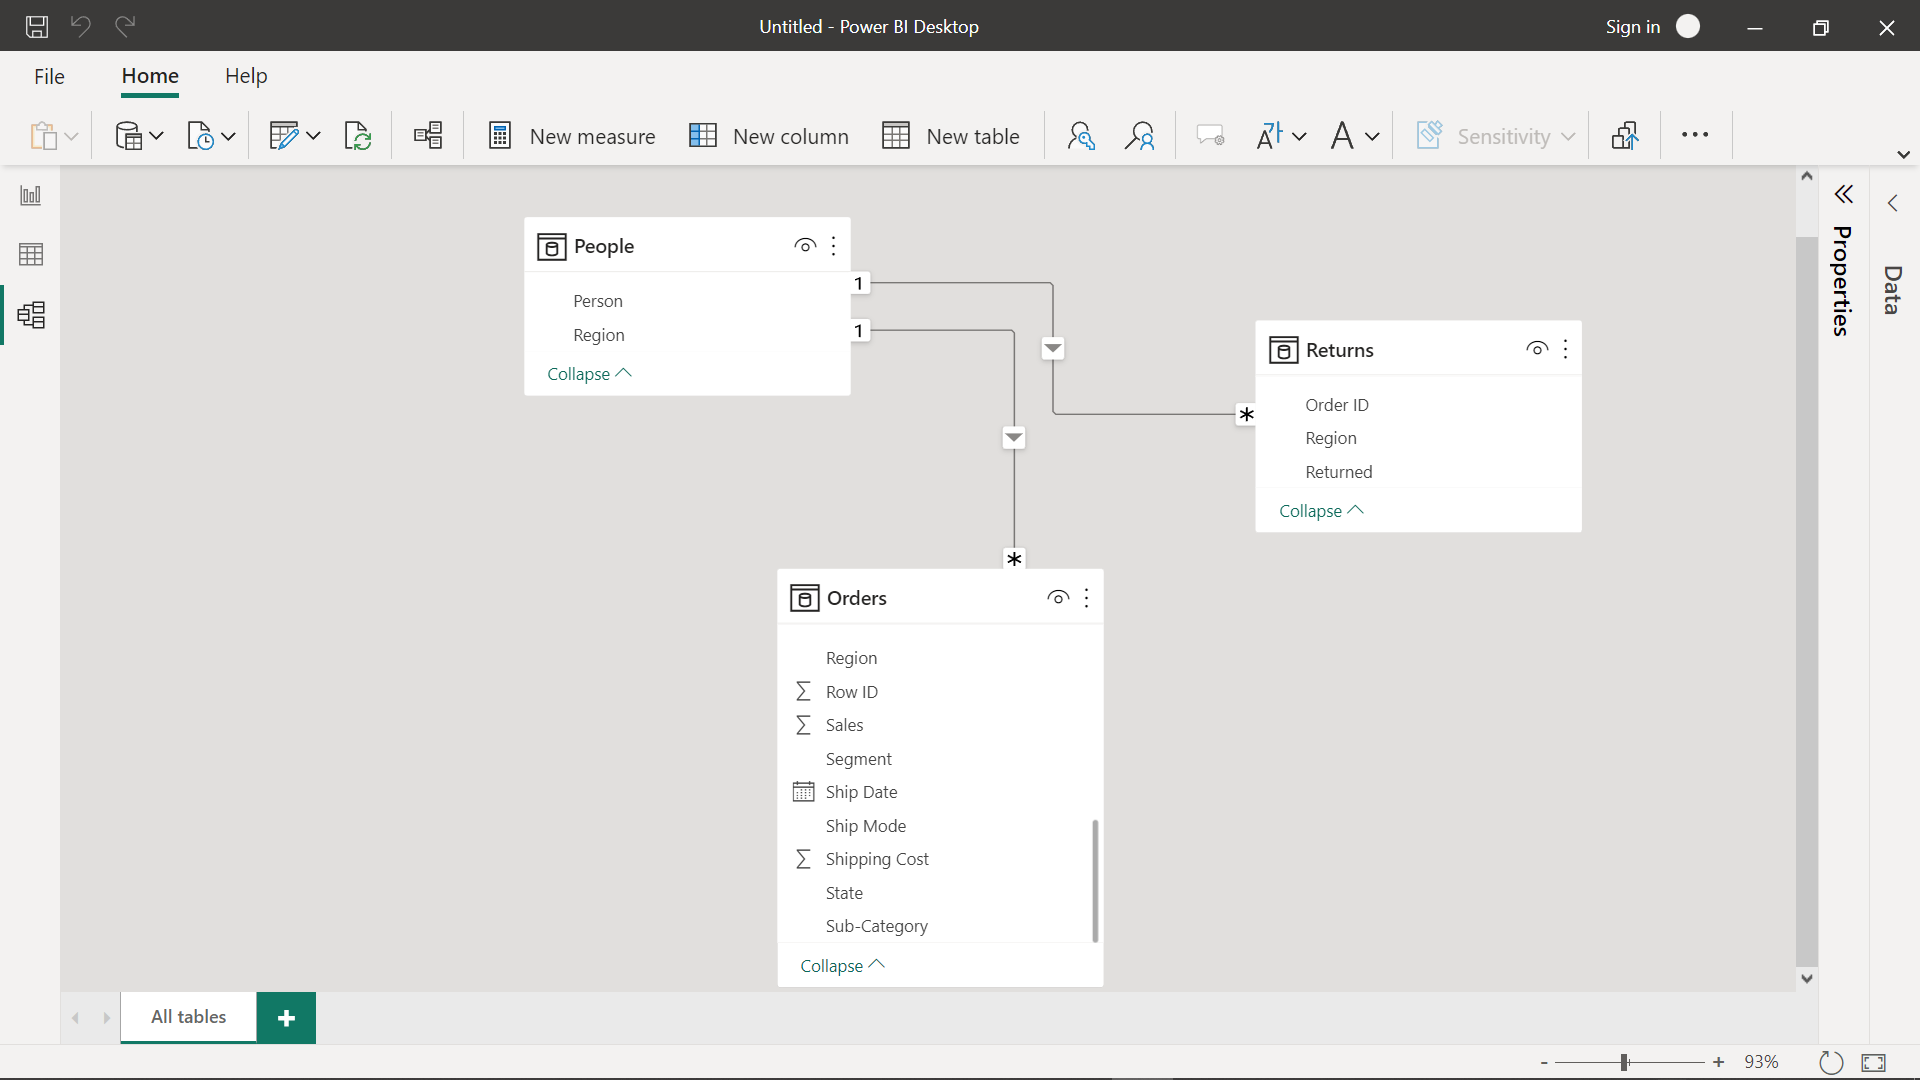 Untitled - Power BI Desktop
Sign in
File
Home
Help
New measure
New column
New table
Sensitivity
People
Person
Region
Collapse
1
1
*
*
Returns
Order ID
Region
Returned
Collapse
Orders
Region
Row ID
Sales
Segment
Ship Date
Ship Mode
Shipping Cost
State
Sub-Category
Collapse
Properties
Data
All tables
93%